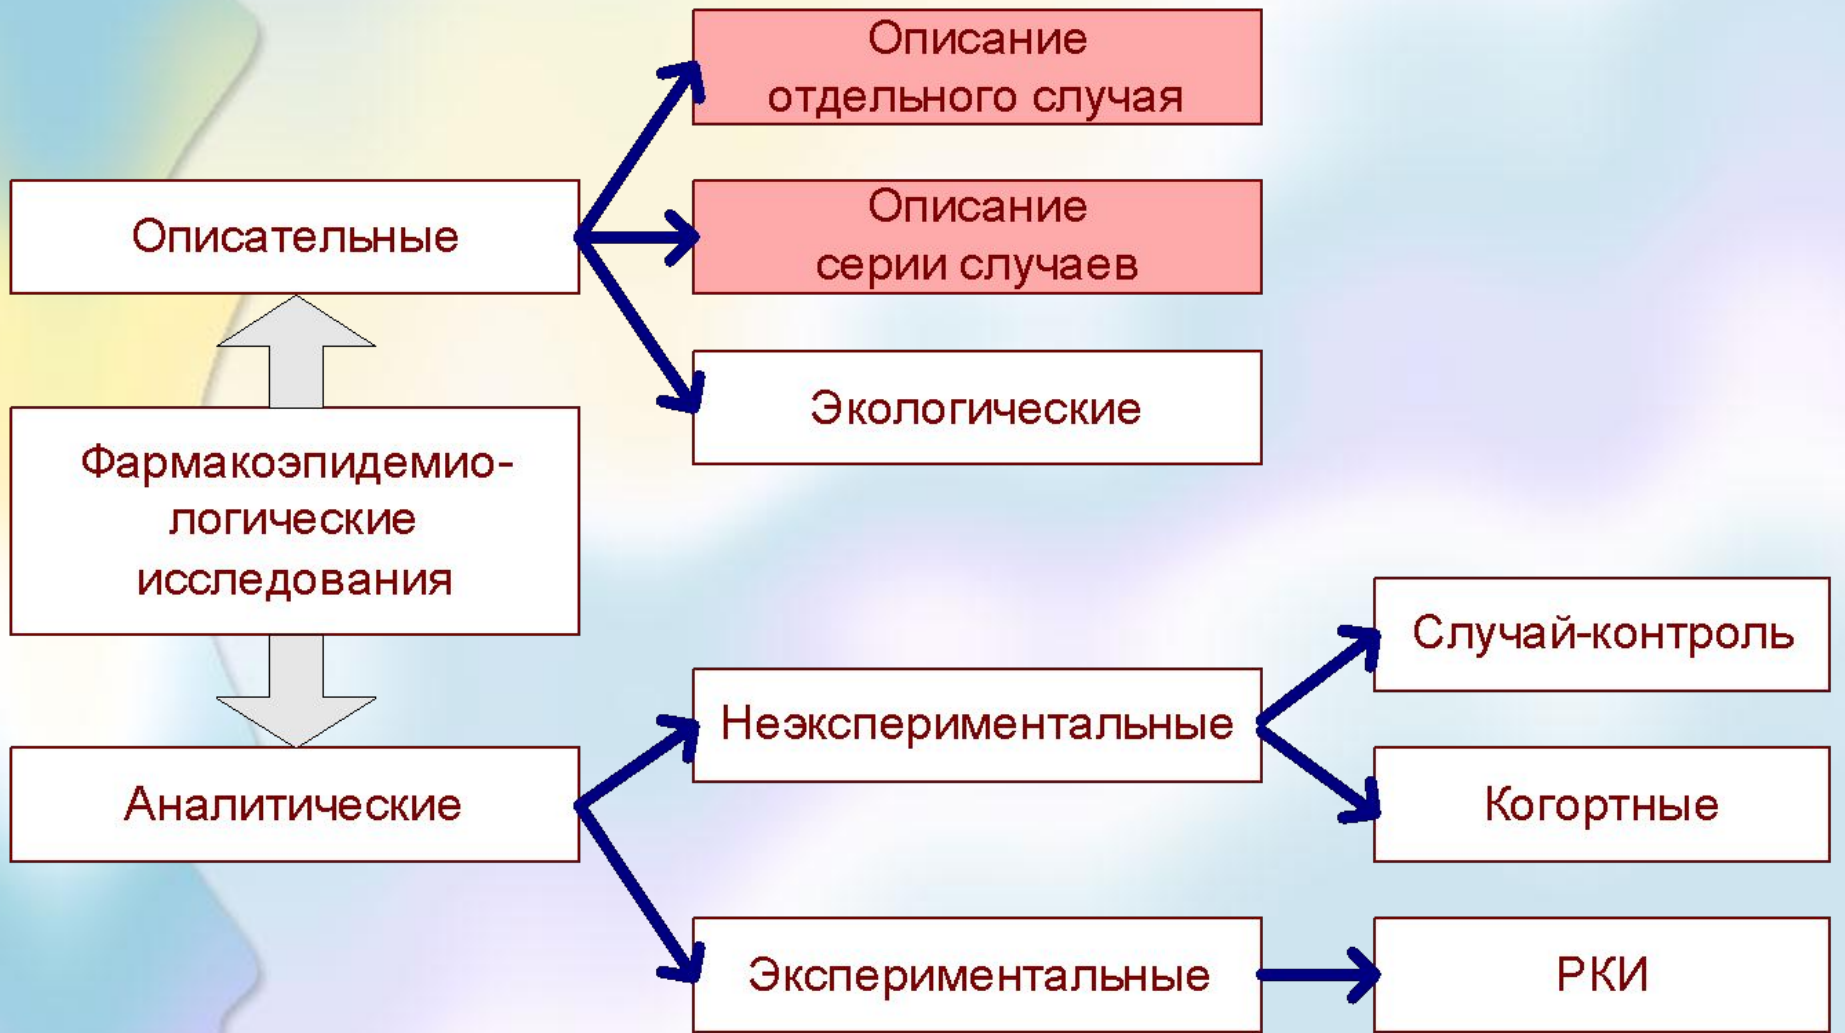 Описание
отдельного случая
Описательные
Описание
серии случаев
Экологические
Фармакоэпидемио-
логические
исследования
Случай-контроль
Неэкспериментальные
Аналитические
Когортные
Экспериментальные
РКИ